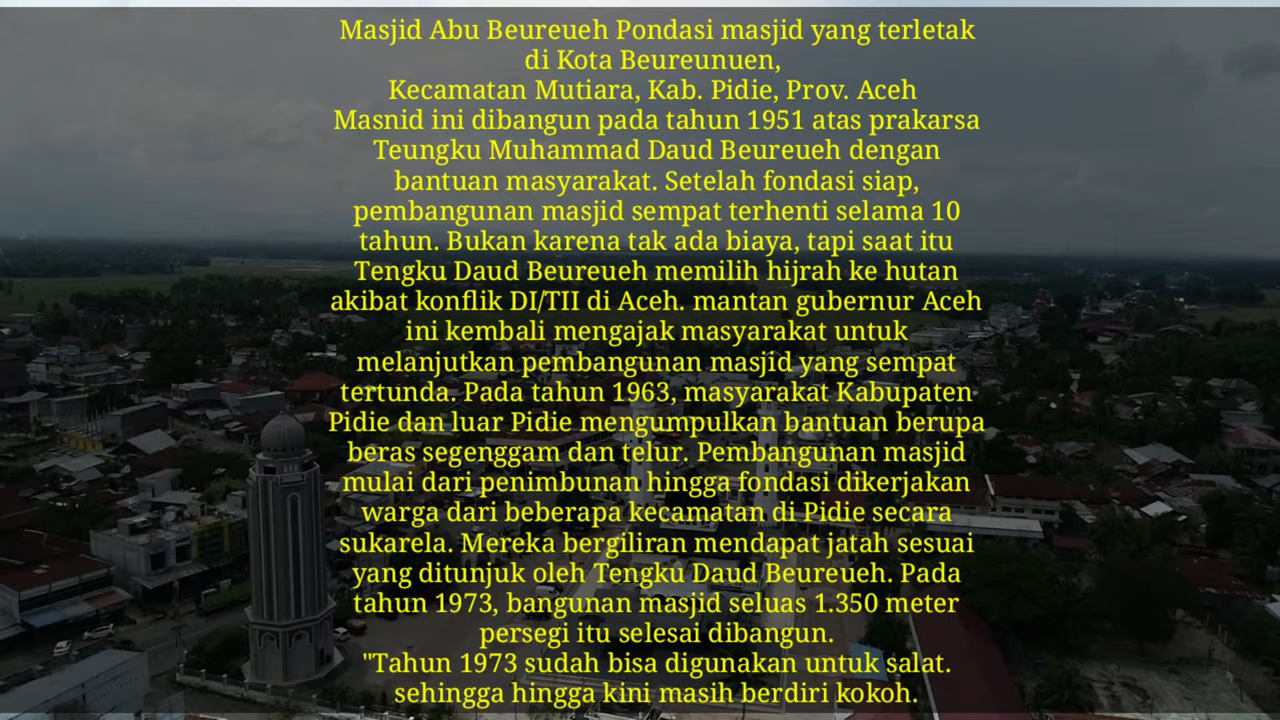 Masjid Abu Beureueh Pondasi masjid yang terletak
di Kota Beureunuen,
Kecamatan Mutiara, Kab. Pidie, Prov. Aceh
Masnid ini dibangun pada tahun 1951 atas prakarsa
Teungku Muhammad Daud Beureueh dengan
bantuan masyarakat. Setelah fondasi siap,
pembangunan masjid sempat terhenti selama 10
tahun. Bukan karena tak ada biaya, tapi saat itu
Tengku Daud Beureueh memilih hijrah ke hutan
akibat konflik DI/TII di Aceh. mantan gubernur Aceh
ini kembali mengajak masyarakat untuk
melanjutkan pembangunan masjid yang sempat
tertunda. Pada tahun 1963, masyarakat Kabupaten
Pidie dan luar Pidie mengumpulkan bantuan berupa
beras segenggam dan telur. Pembangunan masjid
mulai dari penimbunan hingga fondasi dikerjakan
warga dari beberapa kecamatan di Pidie secara
sukarela. Mereka bergiliran mendapat jatah sesuai
yang ditunjuk oleh Tengku Daud Beureueh. Pada
tahun 1973, bangunan masjid seluas 1.350 meter
persegi itu selesai dibangun.
"Tahun 1973 sudah bisa digunakan untuk salat.
sehingga hingga kini masih berdiri kokoh.